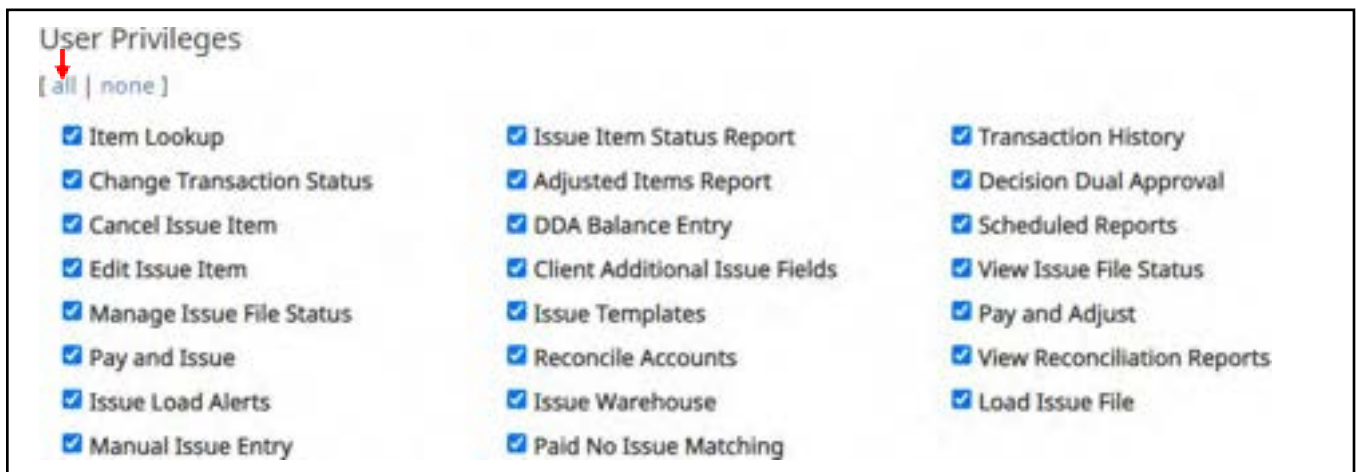 User Privileges
[ all | none ]
Item Lookup Issue Item Status Report Transaction History
Change Transaction Status Adjusted Items Report Decision Dual Approval
Cancel Issue Item DDA Balance Entry Scheduled Reports
Edit Issue Item Client Additional Issue Fields View Issue File Status
Manage Issue File Status Issue Templates Pay and Adjust
Pay and Issue Reconcile Accounts View Reconciliation Reports
Issue Load Alerts Issue Warehouse Load Issue File
Manual Issue Entry Paid No Issue Matching